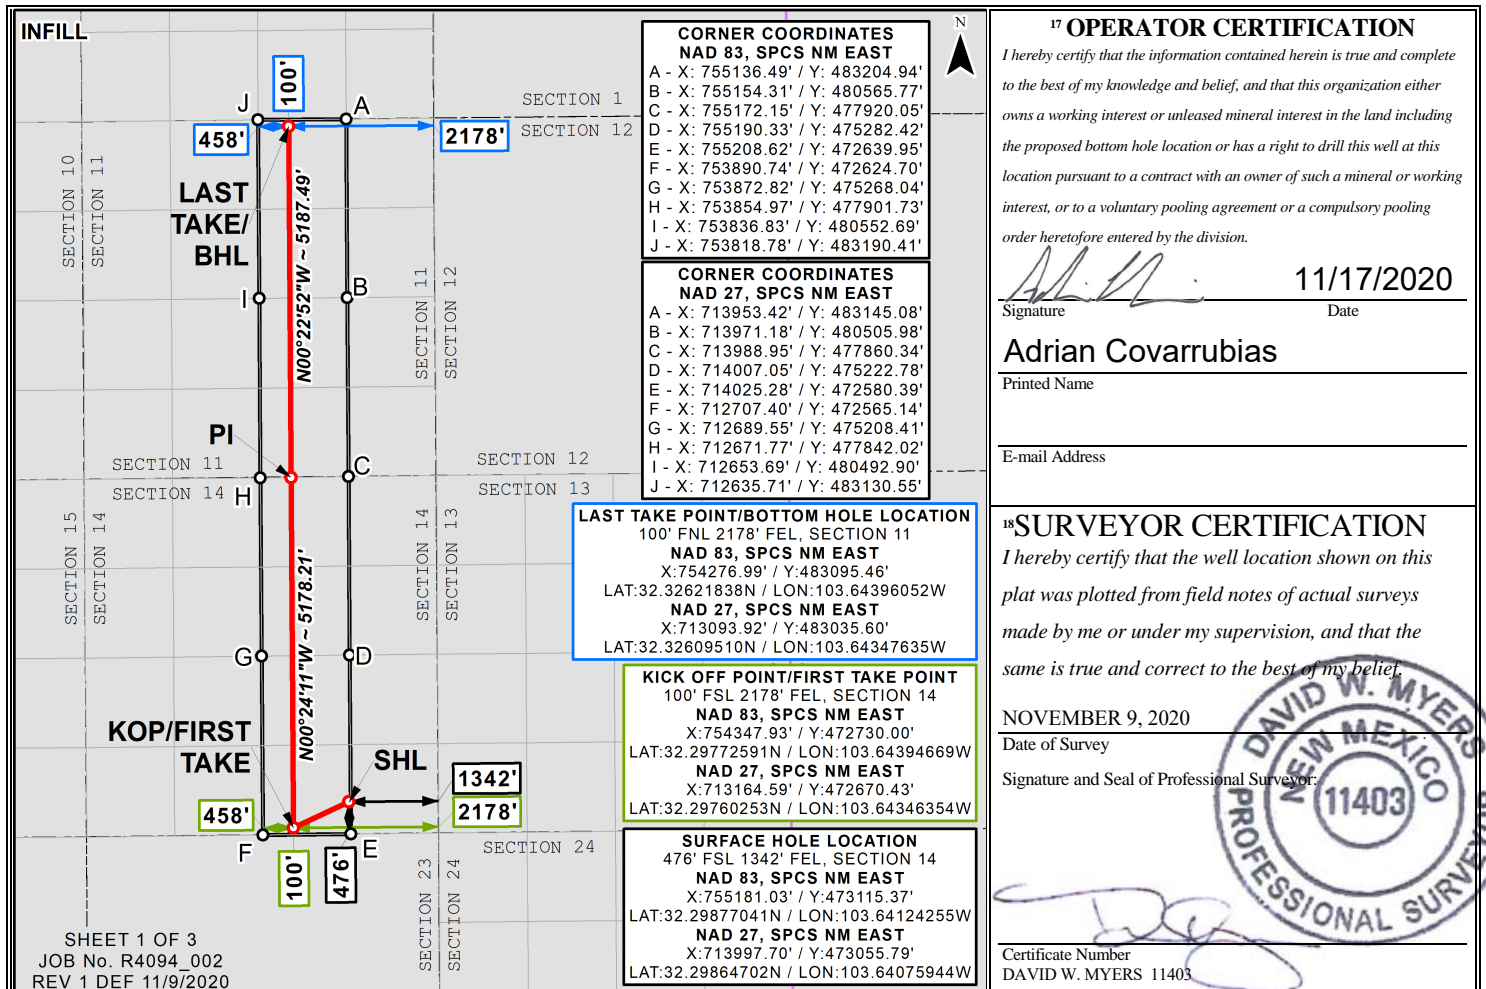 INFILL
N
J
A
100'
458'
2178'
SECTION 1
SECTION 12
SECTION 10
SECTION 11
LAST
TAKE/
BHL
N00°22'52"W ~ 5187.49'
SECTION 11
SECTION 12
I
B
PI
SECTION 11
SECTION 14
H
C
SECTION 12
SECTION 13
SECTION 15
SECTION 14
SECTION 14
SECTION 13
N00°24'11"W ~ 5178.21'
G
D
KOP/FIRST
TAKE
SHL
1342'
2178'
458'
F
E
100'
476'
SECTION 24
SECTION 23
SECTION 24
SHEET 1 OF 3
JOB No. R4094_002
REV 1 DEF 11/9/2020
CORNER COORDINATES
NAD 83, SPCS NM EAST
A - X: 755136.49' / Y: 483204.94'
B - X: 755154.31' / Y: 480565.77'
C - X: 755172.15' / Y: 477920.05'
D - X: 755190.33' / Y: 475282.42'
E - X: 755208.62' / Y: 472639.95'
F - X: 753890.74' / Y: 472624.70'
G - X: 753872.82' / Y: 475268.04'
H - X: 753854.97' / Y: 477901.73'
I - X: 753836.83' / Y: 480552.69'
J - X: 753818.78' / Y: 483190.41'
CORNER COORDINATES
NAD 27, SPCS NM EAST
A - X: 713953.42' / Y: 483145.08'
B - X: 713971.18' / Y: 480505.98'
C - X: 713988.95' / Y: 477860.34'
D - X: 714007.05' / Y: 475222.78'
E - X: 714025.28' / Y: 472580.39'
F - X: 712707.40' / Y: 472565.14'
G - X: 712689.55' / Y: 475208.41'
H - X: 712671.77' / Y: 477842.02'
I - X: 712653.69' / Y: 480492.90'
J - X: 712635.71' / Y: 483130.55'
LAST TAKE POINT/BOTTOM HOLE LOCATION
100' FNL 2178' FEL, SECTION 11
NAD 83, SPCS NM EAST
X:754276.99' / Y:483095.46'
LAT:32.32621838N / LON:103.64396052W
NAD 27, SPCS NM EAST
X:713093.92' / Y:483035.60'
LAT:32.32609510N / LON:103.64347635W
KICK OFF POINT/FIRST TAKE POINT
100' FSL 2178' FEL, SECTION 14
NAD 83, SPCS NM EAST
X:754347.93' / Y:472730.00'
LAT:32.29772591N / LON:103.64394669W
NAD 27, SPCS NM EAST
X:713164.59' / Y:472670.43'
LAT:32.29760253N / LON:103.64346354W
SURFACE HOLE LOCATION
476' FSL 1342' FEL, SECTION 14
NAD 83, SPCS NM EAST
X:755181.03' / Y:473115.37'
LAT:32.29877041N / LON:103.64124255W
NAD 27, SPCS NM EAST
X:713997.70' / Y:473055.79'
LAT:32.29864702N / LON:103.64075944W
17 OPERATOR CERTIFICATION
I hereby certify that the information contained herein is true and complete
to the best of my knowledge and belief, and that this organization either
owns a working interest or unleased mineral interest in the land including
the proposed bottom hole location or has a right to drill this well at this
location pursuant to a contract with an owner of such a mineral or working
interest, or to a voluntary pooling agreement or a compulsory pooling
order heretofore entered by the division.
11/17/2020
Signature Date
Adrian Covarrubias
Printed Name
E-mail Address
18SURVEYOR CERTIFICATION
I hereby certify that the well location shown on this
plat was plotted from field notes of actual surveys
made by me or under my supervision, and that the
same is true and correct to the best of my belief.
NOVEMBER 9, 2020
Date of Survey
Signature and Seal of Professional Surveyor:
DAVID W. MYERS
NEW MEXICO
11403
PROFESSIONAL SURVEYOR
Certificate Number
DAVID W. MYERS 11403